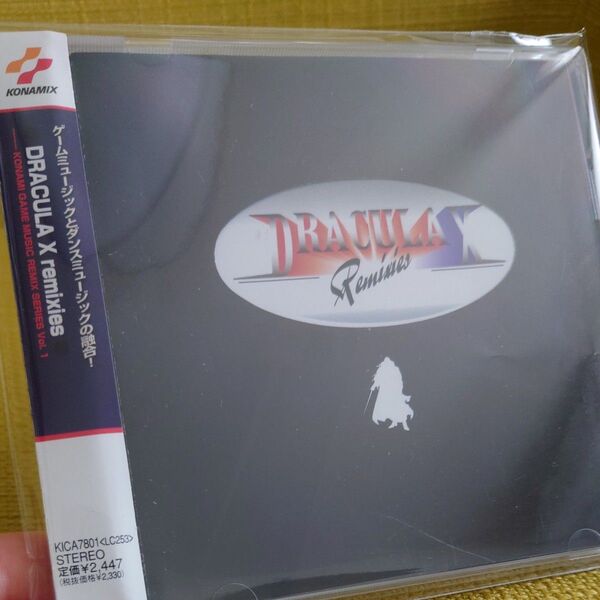 KONAMIX
ゲームミュージックとダンスミュージックの融合!
DRACULA X remixies
KONAMI GAME MUSIC REMIX SERIES Vol. 1
DRACULA X
Remixies
KICA7801<LC253>
STEREO
定価¥2,447
(税抜価格¥2,330)